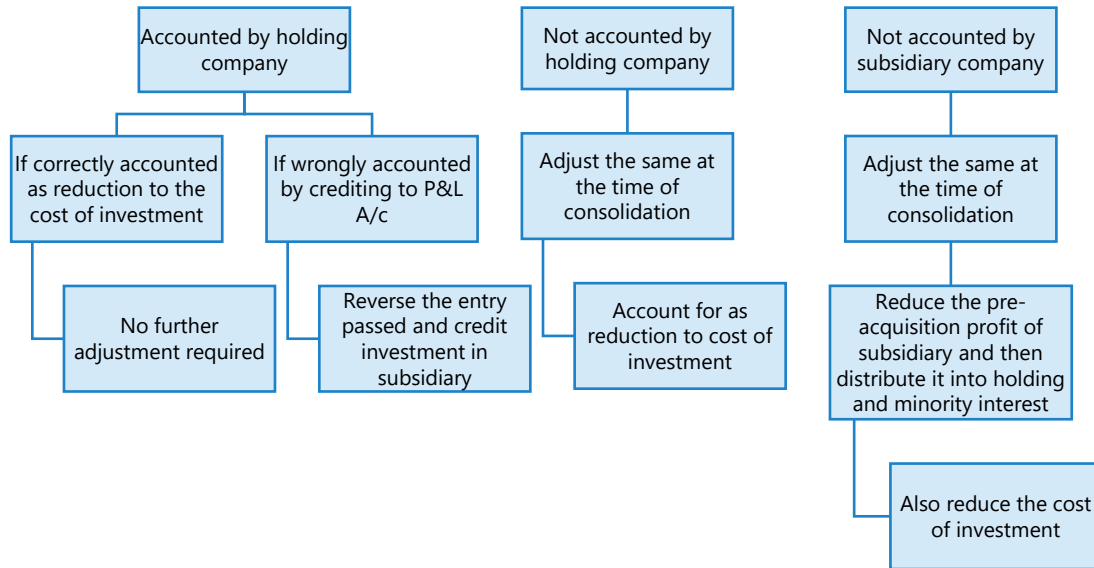 Accounted by holding
company
Not accounted by
holding company
Not accounted by
subsidiary company
If correctly accounted
as reduction to the
cost of investment
If wrongly accounted
by crediting to P&L
A/c
Adjust the same at
the time of
consolidation
Adjust the same at
the time of
consolidation
No further
adjustment required
Reverse the entry
passed and credit
investment in
subsidiary
Account for as
reduction to cost of
investment
Reduce the pre-
acquisition profit of
subsidiary and then
distribute it into holding
and minority interest
Also reduce the cost
of investment